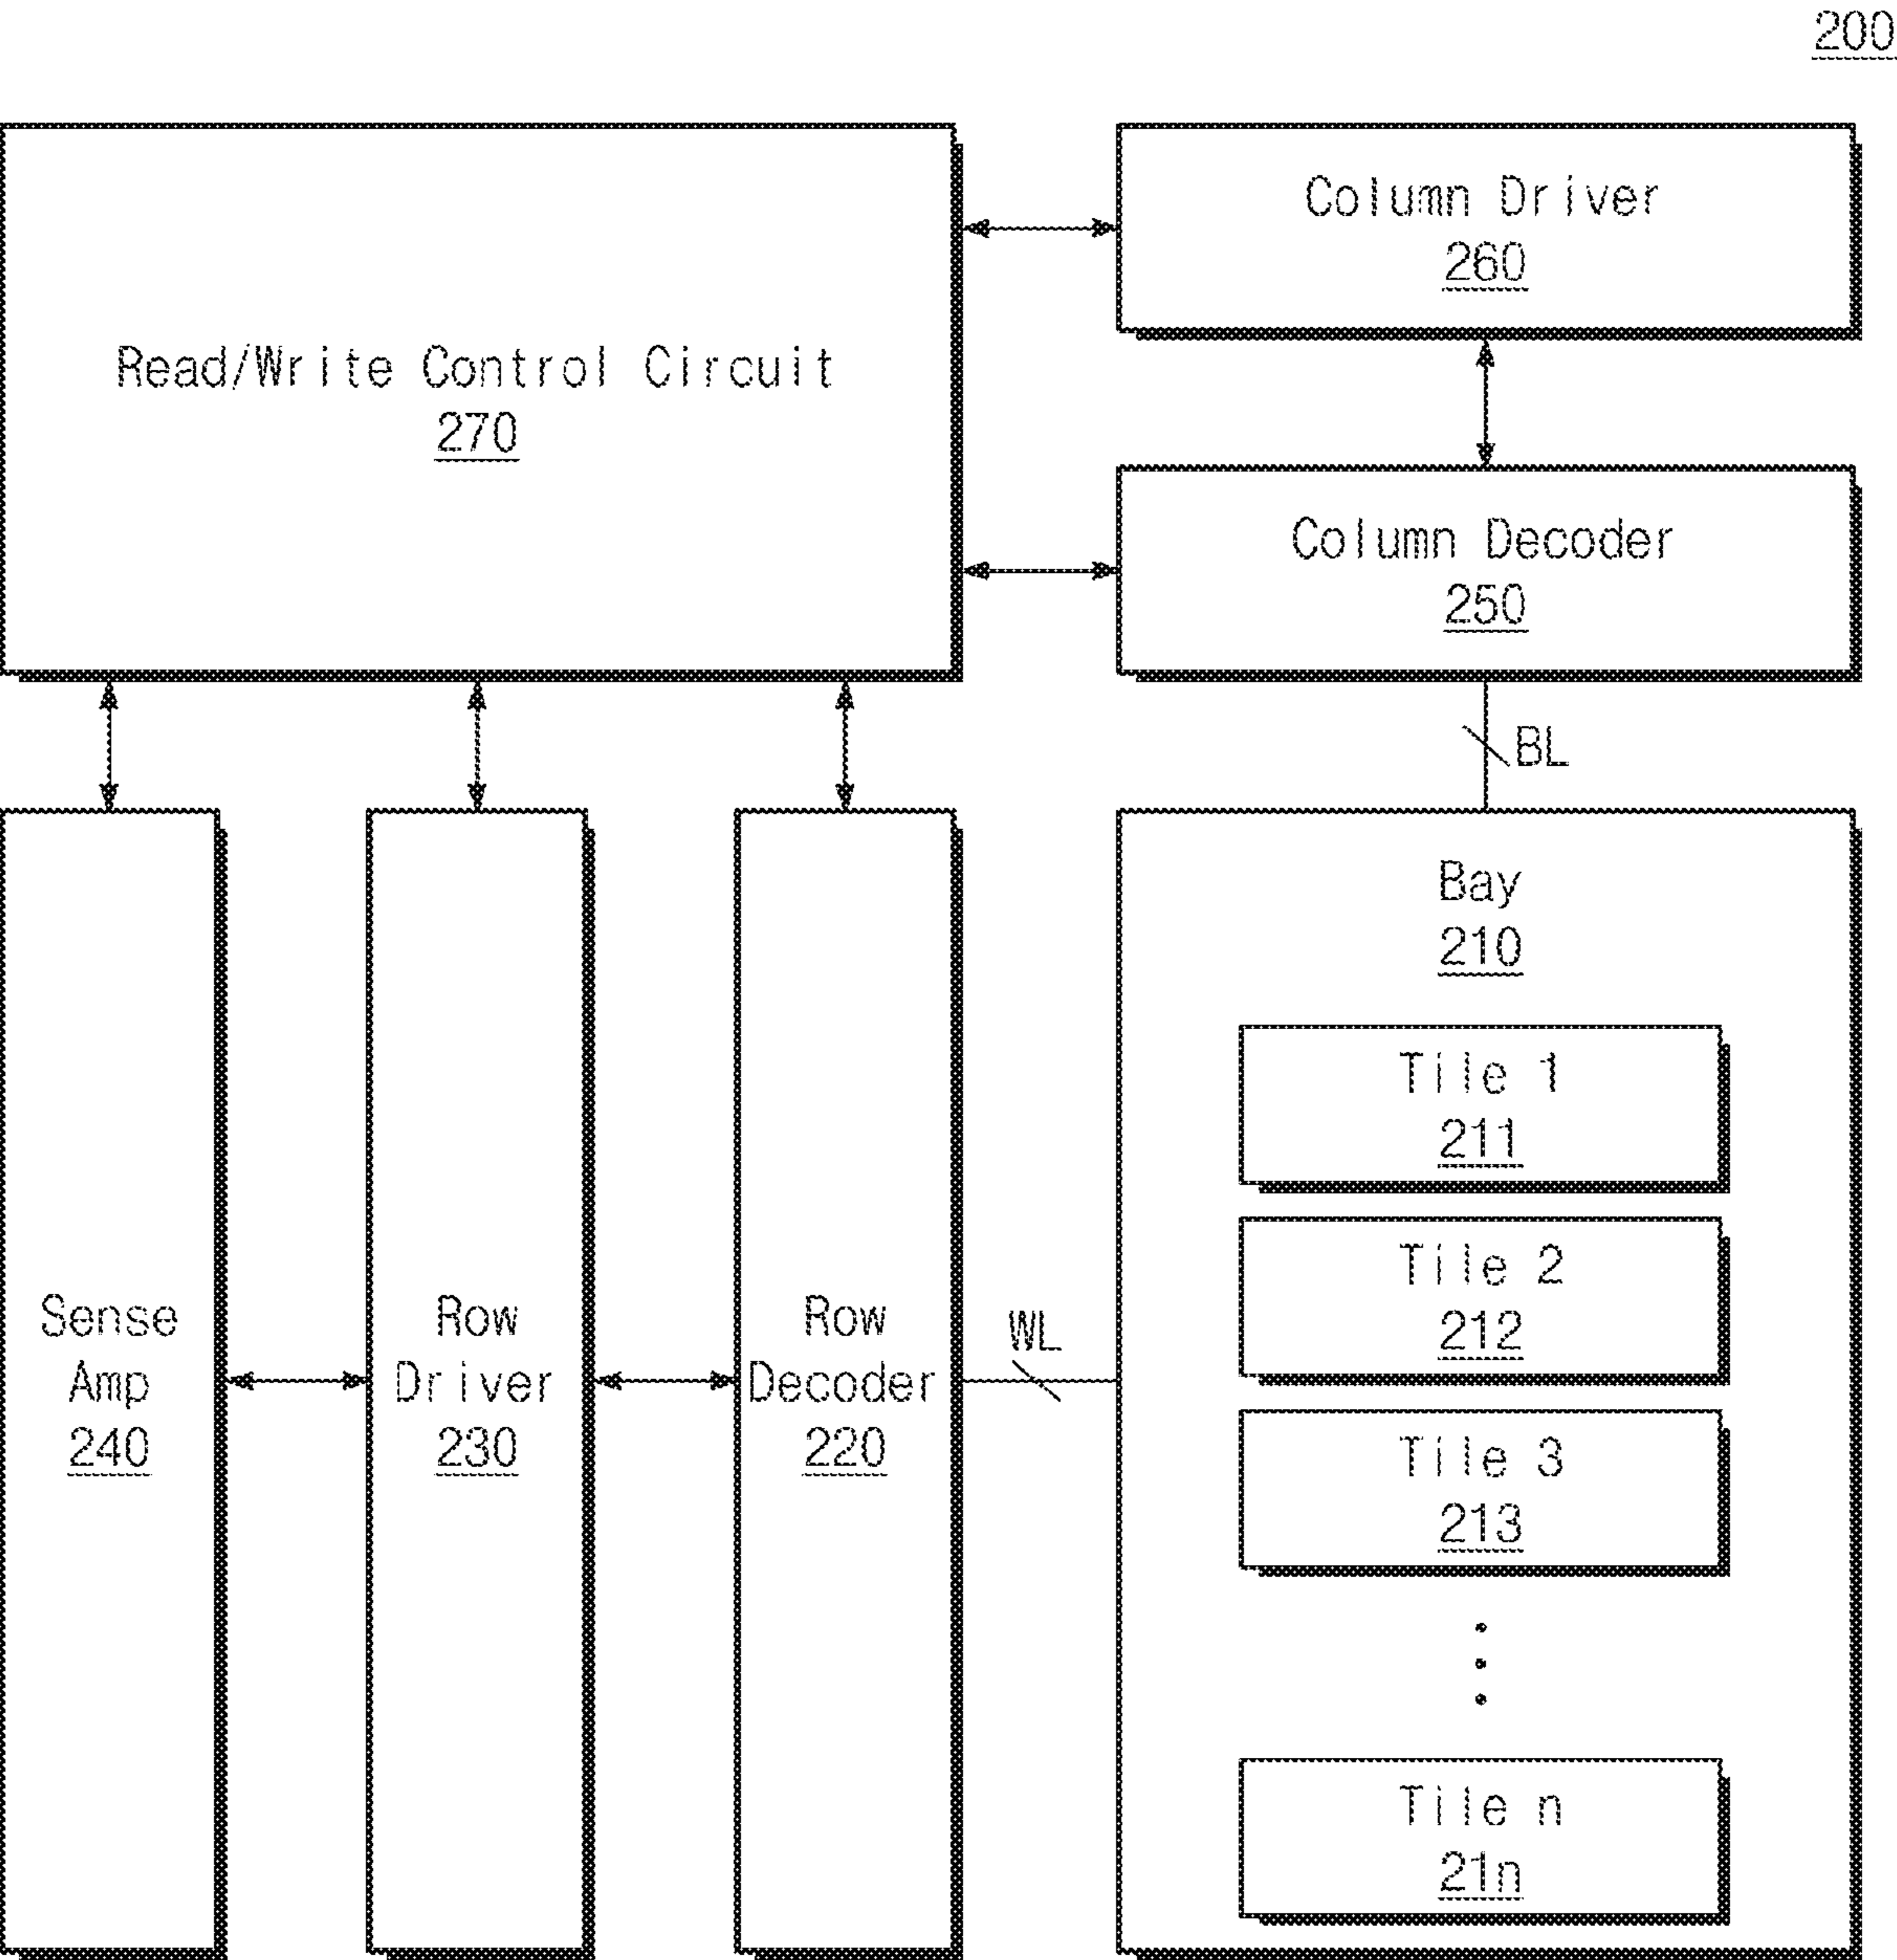 200
Read/Write Control Circuit
270
Column Driver
260
Column Decoder
250
BL
Sense
Amp
240
Row
Driver
230
Row
Decoder
220
WL
Bay
210
Tile 1
211
Tile 2
212
Tile 3
213
Tile n
21n